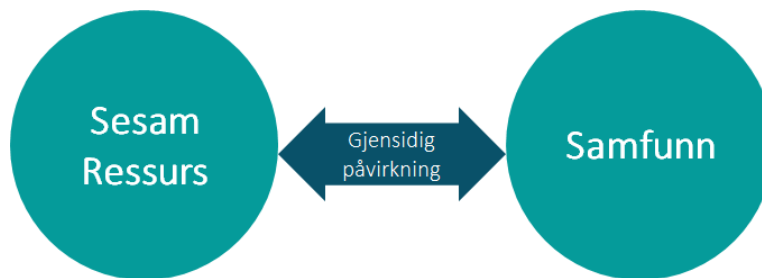 Sesam
Ressurs
Gjensidig
påvirkning
Samfunn